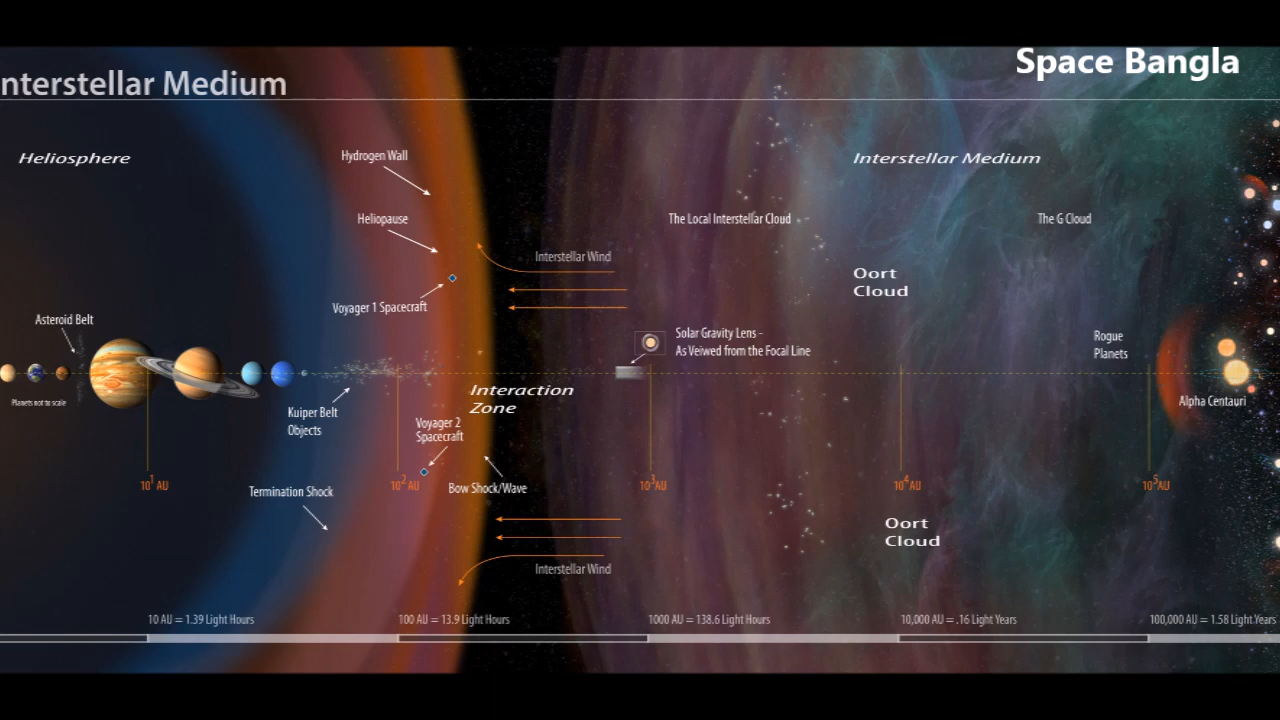 Space Bangla
nterstellar Medium
Heliosphere
Hydrogen Wall
Interstellar Medium
Heliopause
The Local Interstellar Cloud
The G Cloud
Interstellar Wind
Oort
Cloud
Voyager 1 Spacecraft
Asteroid Belt
Solar Gravity Lens -
As Veiwed from the Focal Line
Rogue
Planets
Planets not to scale
Kuiper Belt
Objects
Interaction
Zone
Alpha Centauri
Voyager 2
Spacecraft
10¹ AU
10² AU
10³ AU
10⁴ AU
10⁵ AU
Termination Shock
Bow Shock/Wave
Oort
Cloud
Interstellar Wind
10 AU = 1.39 Light Hours
100 AU = 13.9 Light Hours
1000 AU = 138.6 Light Hours
10,000 AU = .16 Light Years
100,000 AU = 1.58 Light Years